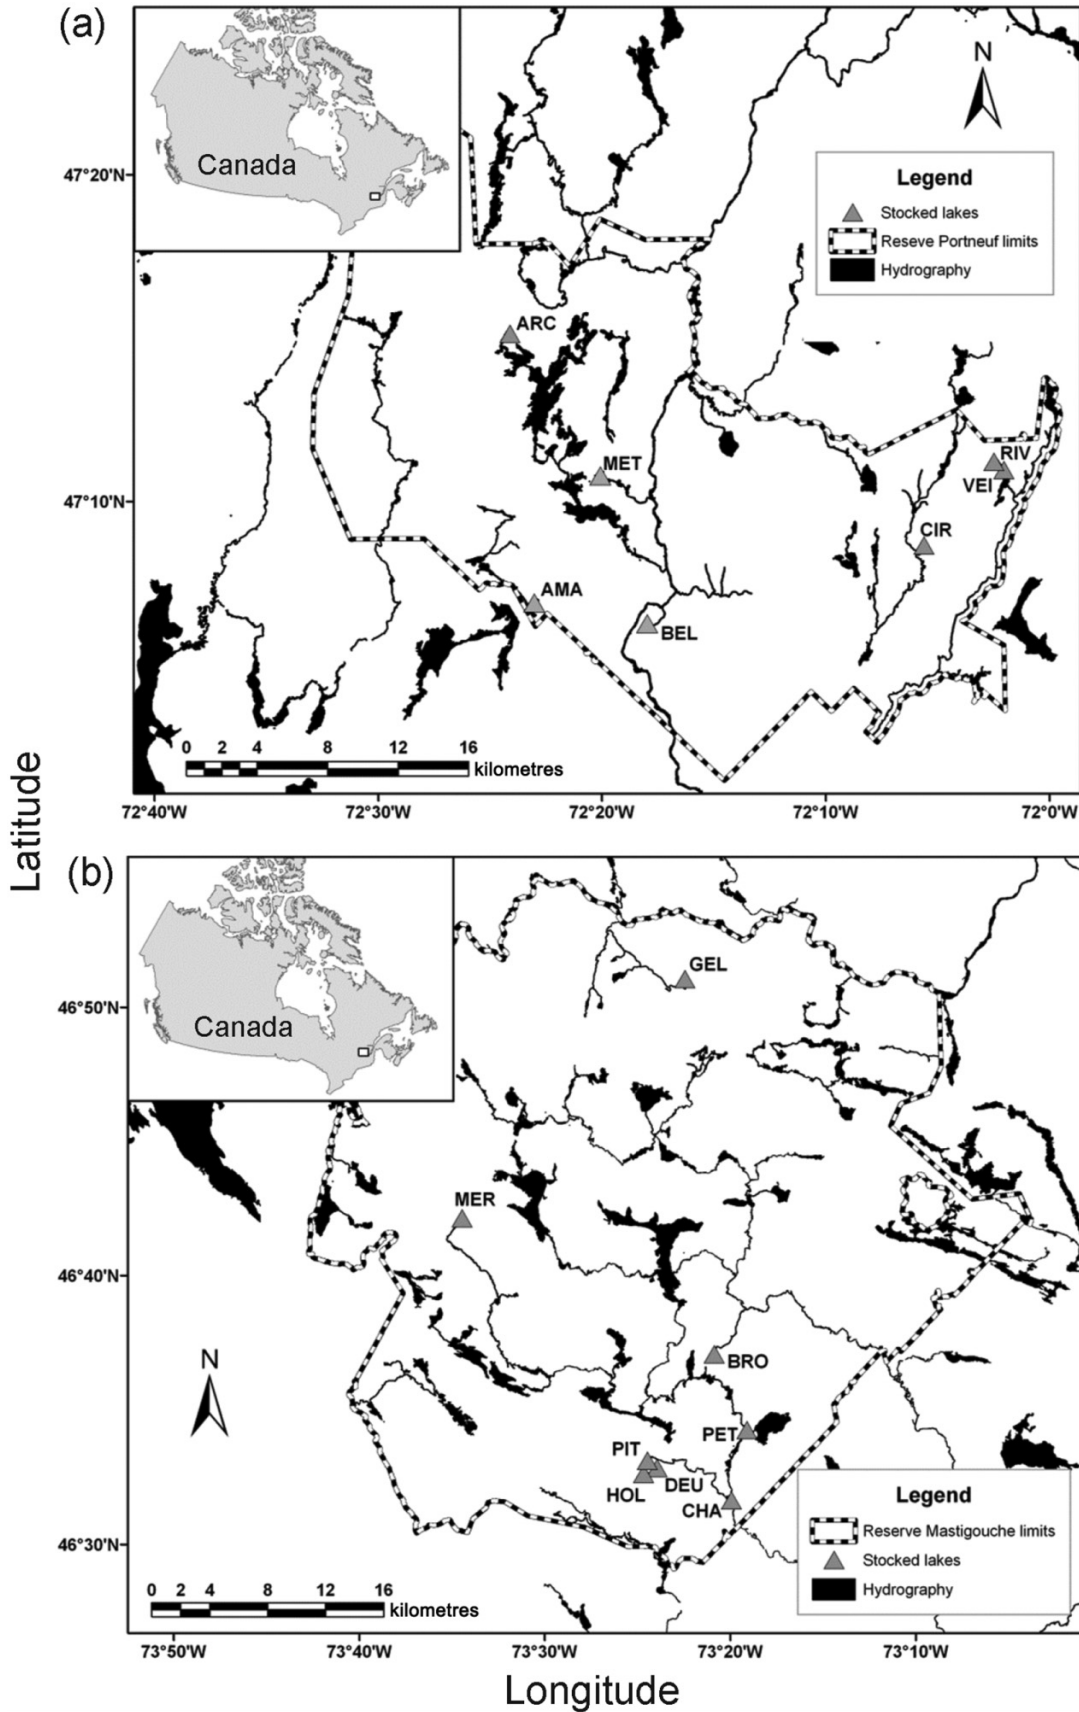 (a)
Canada
N
47°20'N
Legend
Stocked lakes
Reseve Portneuf limits
Hydrography
ARC
MET
RIV
VEI
47°10'N
CIR
AMA
BEL
0 2 4 8 12 16
kilometres
72°40'W 72°30'W 72°20'W 72°10'W 72°0'W
Latitude
(b)
Canada
GEL
46°50'N
MER
46°40'N
N
BRO
PET
PIT
DEU
HOL
CHA
Legend
Reserve Mastigouche limits
Stocked lakes
Hydrography
46°30'N
0 2 4 8 12 16
kilometres
73°50'W 73°40'W 73°30'W 73°20'W 73°10'W
Longitude